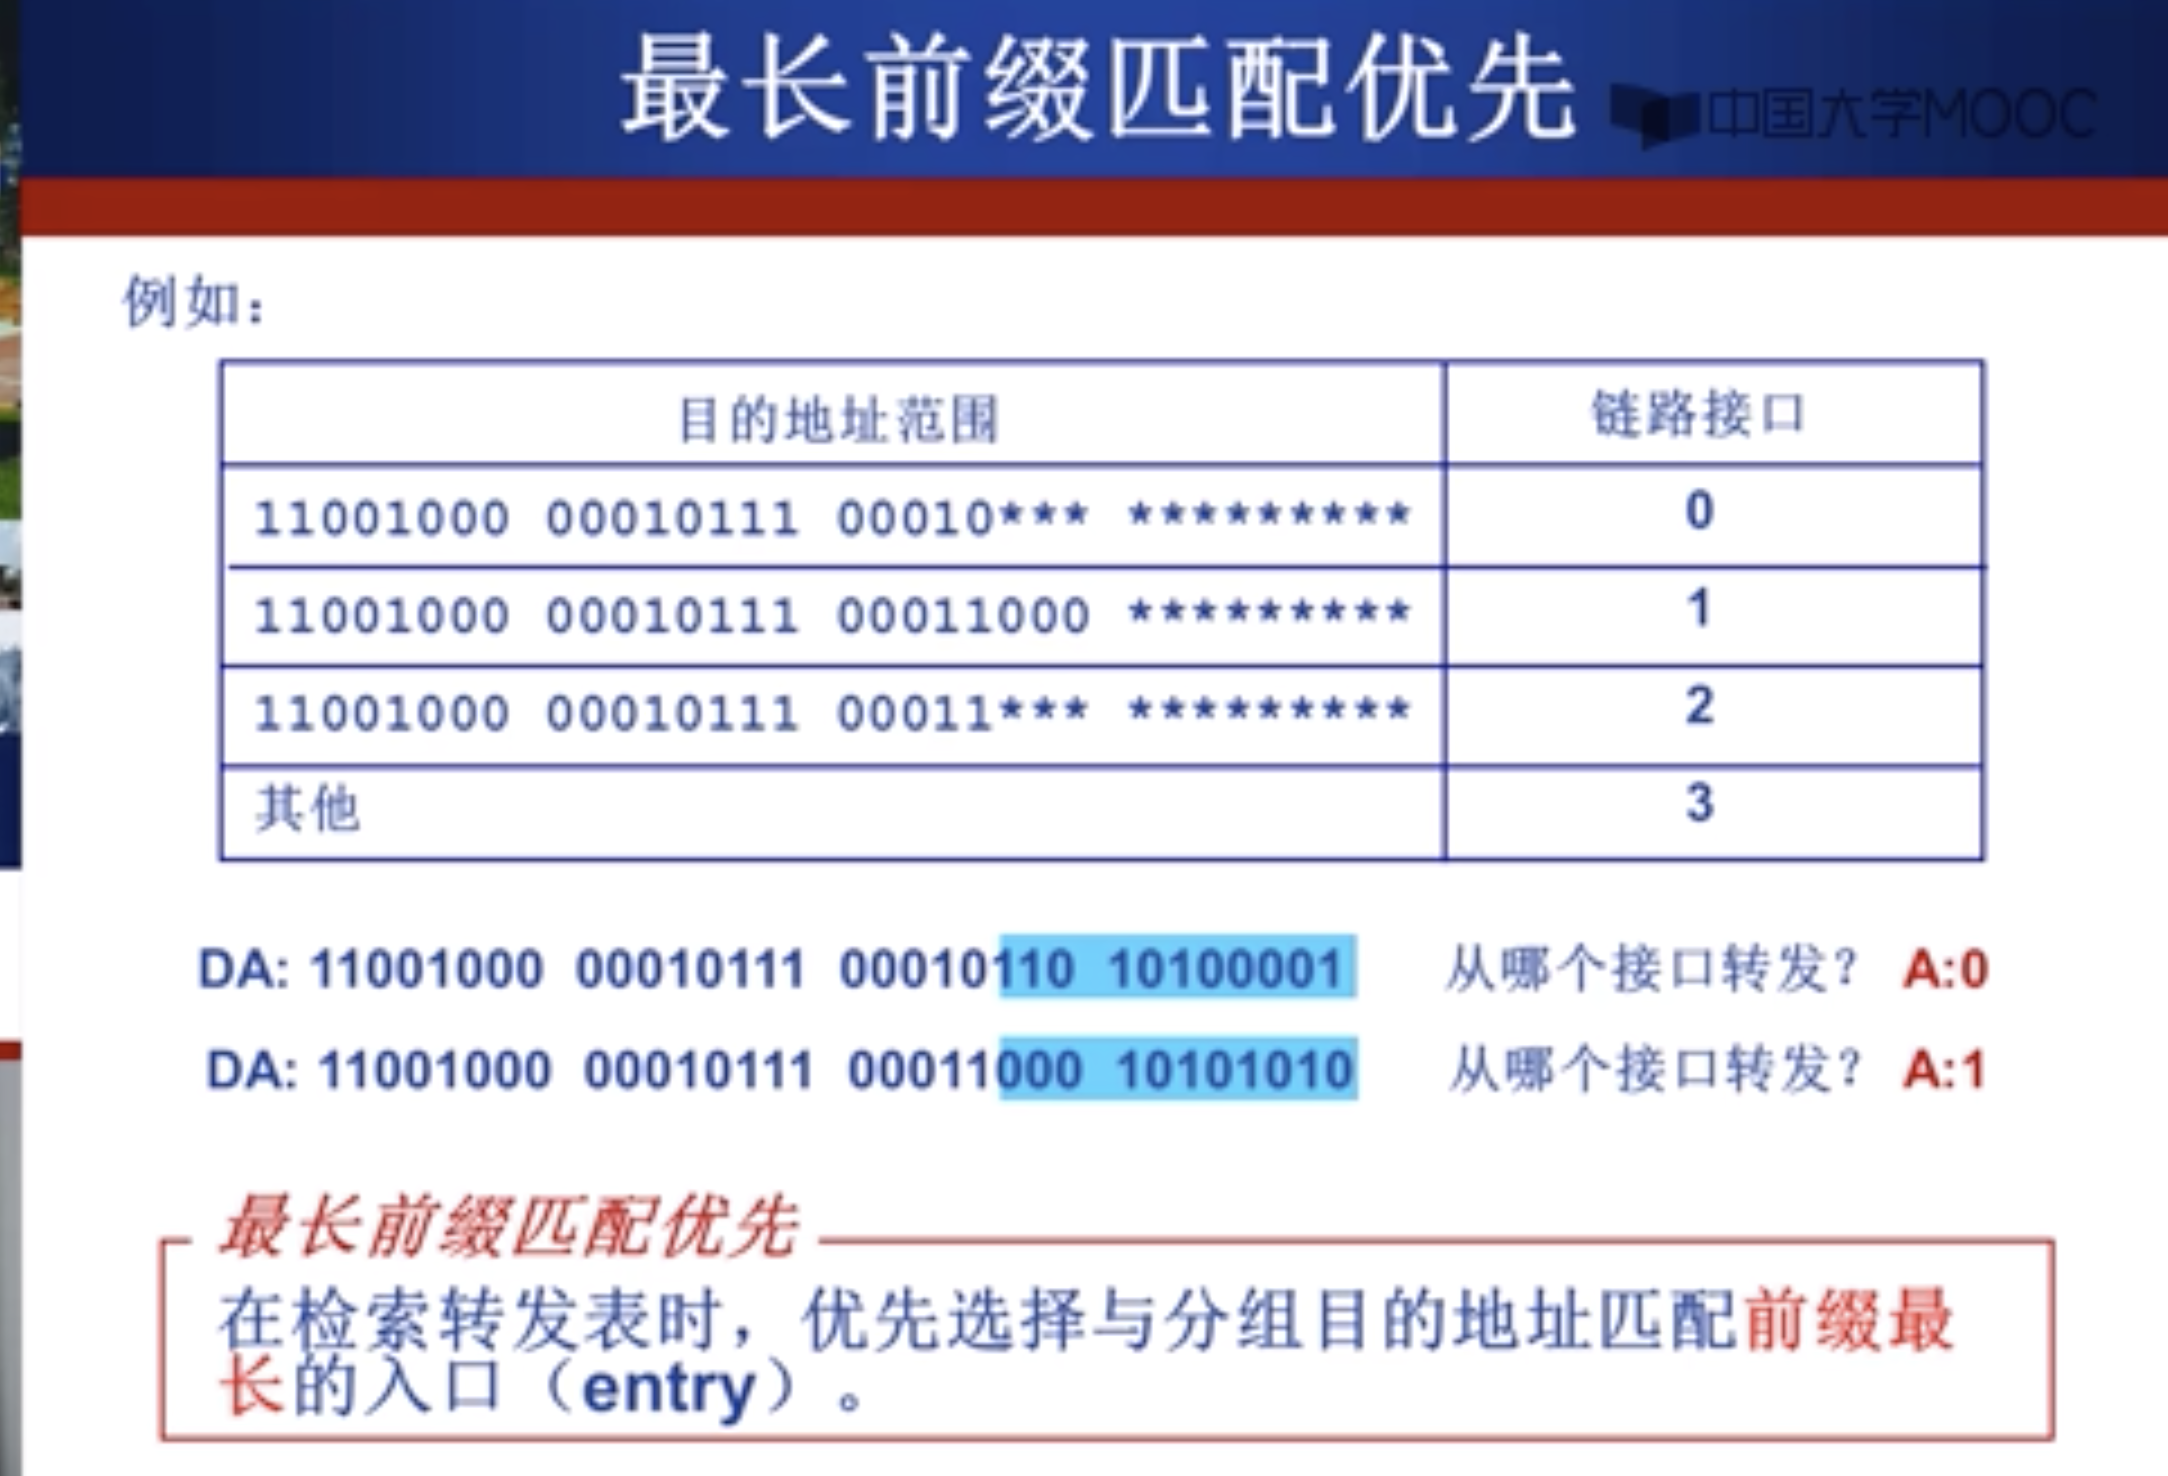 最长前缀匹配优先
中国大学MOOC
例如：
目的地址范围 链路接口
11001000 00010111 00010*** ********* 0
11001000 00010111 00011000 ********* 1
11001000 00010111 00011*** ********* 2
其他 3
DA: 11001000 00010111 00010110 10100001 从哪个接口转发？ A:0
DA: 11001000 00010111 00011000 10101010 从哪个接口转发？ A:1
最长前缀匹配优先
在检索转发表时，优先选择与分组目的地址匹配前缀最
长的入口（entry）。